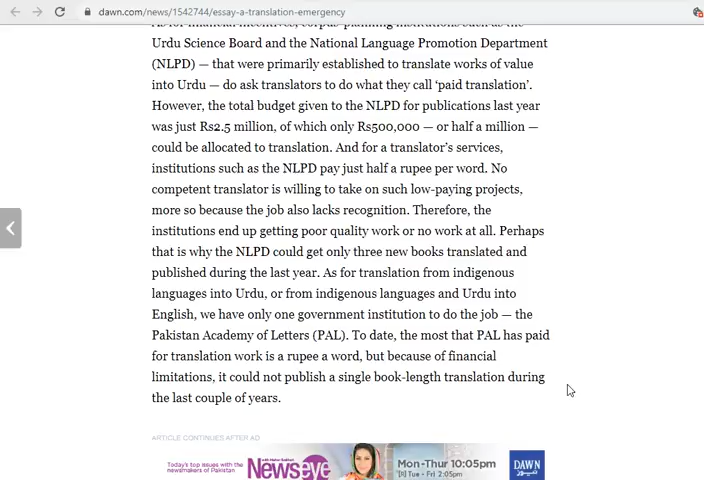 dawn.com/news/1542744/essay-a-translation-emergency
As for financial incentives, corpus-planning institutions such as the
Urdu Science Board and the National Language Promotion Department
(NLPD) — that were primarily established to translate works of value
into Urdu — do ask translators to do what they call ‘paid translation’.
However, the total budget given to the NLPD for publications last year
was just Rs2.5 million, of which only Rs500,000 — or half a million —
could be allocated to translation. And for a translator’s services,
institutions such as the NLPD pay just half a rupee per word. No
competent translator is willing to take on such low-paying projects,
more so because the job also lacks recognition. Therefore, the
institutions end up getting poor quality work or no work at all. Perhaps
that is why the NLPD could get only three new books translated and
published during the last year. As for translation from indigenous
languages into Urdu, or from indigenous languages and Urdu into
English, we have only one government institution to do the job — the
Pakistan Academy of Letters (PAL). To date, the most that PAL has paid
for translation work is a rupee a word, but because of financial
limitations, it could not publish a single book-length translation during
the last couple of years.
ARTICLE CONTINUES AFTER AD
Today's top issues with the
newsmakers of Pakistan
Newseye
Mon-Thur 10:05pm
Tue - Fri 2:05pm
DAWN